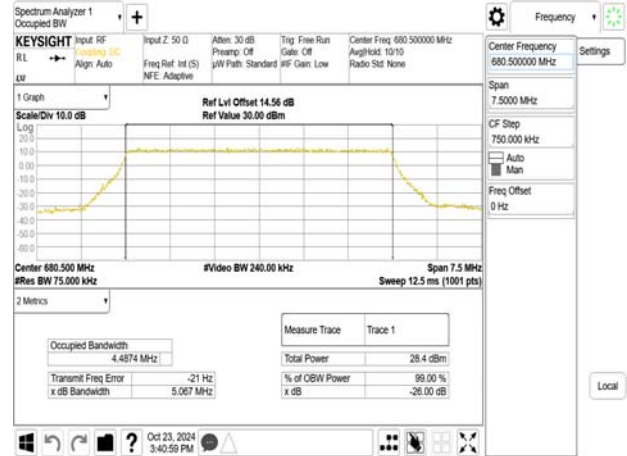 Spectrum Analyzer 1
Occupied BW
Frequency
KEYSIGHT Input: RF
Coupling: DC
Align: Auto
RL
LXI
Input Z: 50 Ω
Freq Ref: Int (S)
NFE: Adaptive
Atten: 30 dB
Preamp: Off
µW Path: Standard
Trig: Free Run
Gate: Off
#IF Gain: Low
Center Freq: 680.500000 MHz
Avg|Hold: 10/10
Radio Std: None
Center Frequency
680.500000 MHz
Settings
Span
7.5000 MHz
CF Step
750.000 kHz
Auto
Man
Freq Offset
0 Hz
1 Graph
Scale/Div 10.0 dB
Ref Lvl Offset 14.56 dB
Ref Value 30.00 dBm
Log
20.0
10.0
0.00
-10.0
-20.0
-30.0
-40.0
-50.0
-60.0
Center 680.500 MHz
#Res BW 75.000 kHz
#Video BW 240.00 kHz
Span 7.5 MHz
Sweep 12.5 ms (1001 pts)
2 Metrics
Measure Trace Trace 1
Occupied Bandwidth
4.4874 MHz
Total Power 28.4 dBm
Transmit Freq Error -21 Hz
% of OBW Power 99.00 %
x dB Bandwidth 5.067 MHz
x dB -26.00 dB
Local
? Oct 23, 2024
3:40:59 PM